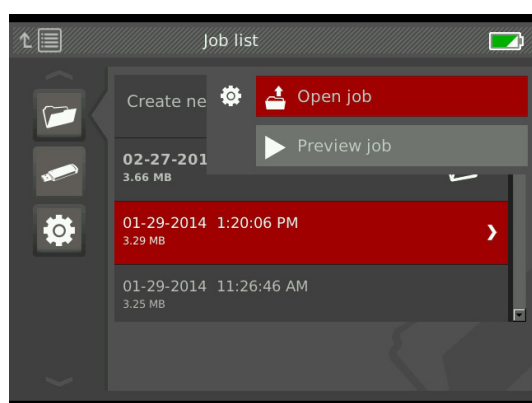 Job list
Create ne
Open job
Preview job
02-27-201
3.66 MB
01-29-2014 1:20:06 PM
3.29 MB
01-29-2014 11:26:46 AM
3.25 MB